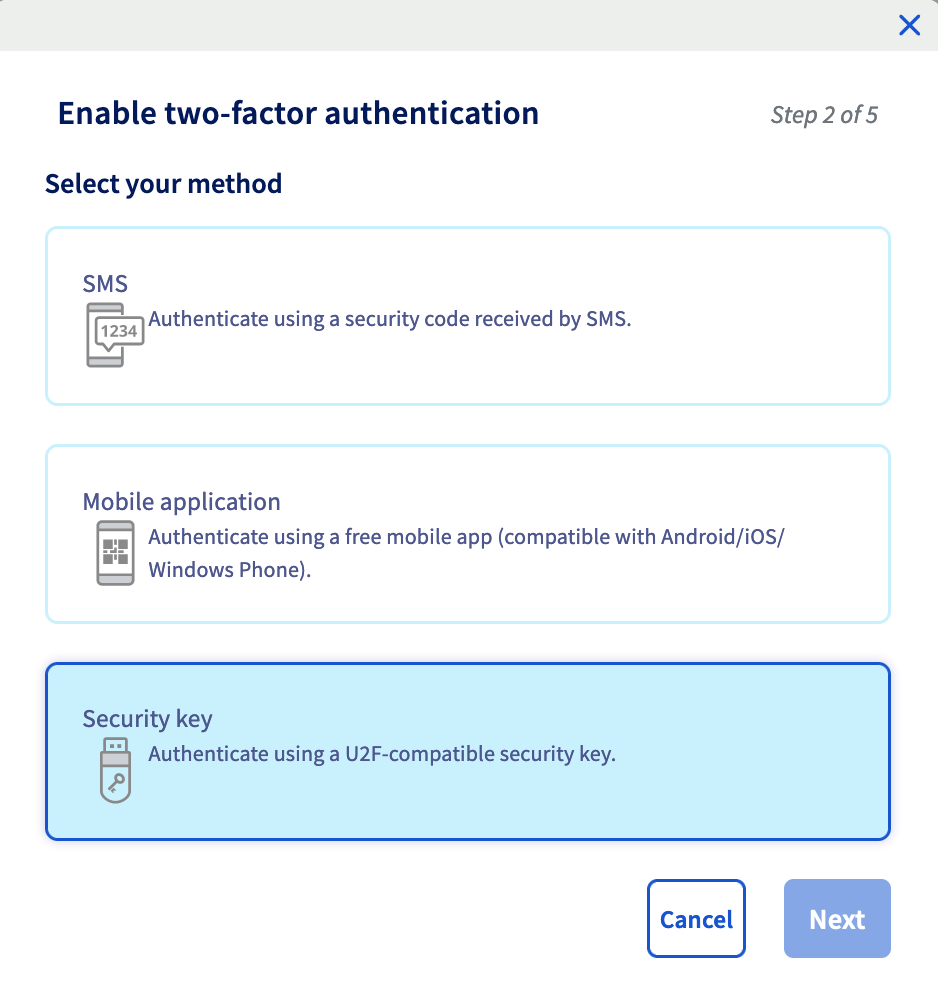 Enable two-factor authentication
Step 2 of 5
Select your method
SMS
1234
Authenticate using a security code received by SMS.
Mobile application
Authenticate using a free mobile app (compatible with Android/iOS/
Windows Phone).
Security key
Authenticate using a U2F-compatible security key.
Cancel
Next